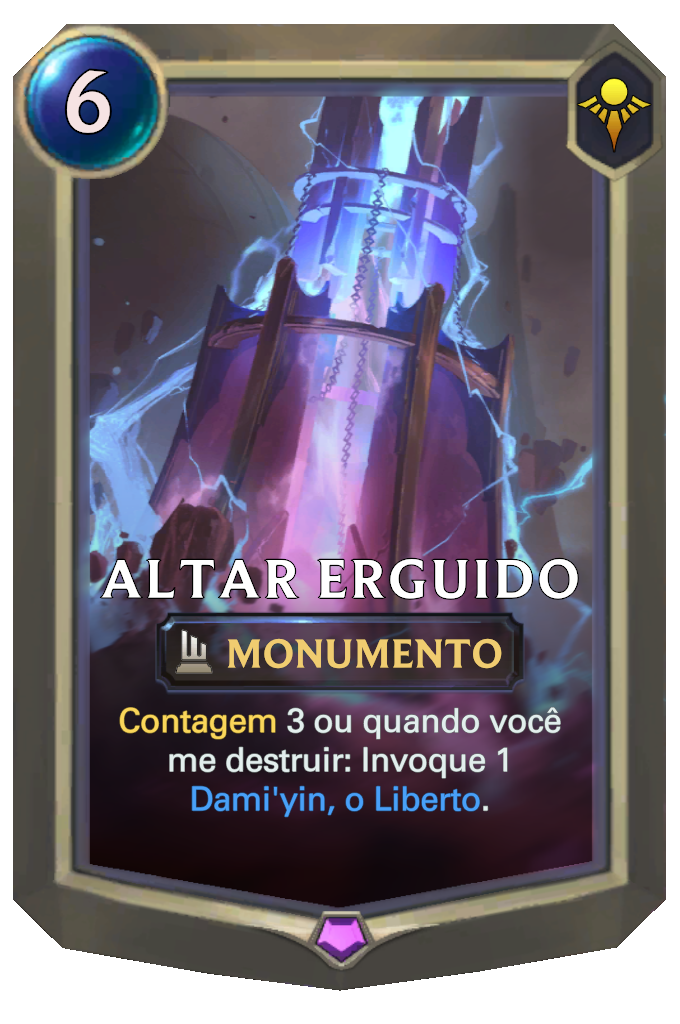 6
ALTAR ERGUIDO
MONUMENTO
Contagem 3 ou quando você
me destruir: Invoque 1
Dami'yin, o Liberto.